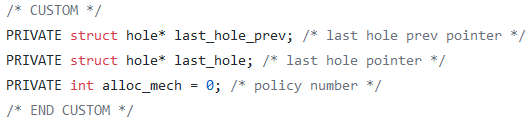 /* CUSTOM */
PRIVATE struct hole* last_hole_prev; /* last hole prev pointer */
PRIVATE struct hole* last_hole; /* last hole pointer */
PRIVATE int alloc_mech = 0; /* policy number */
/* END CUSTOM */